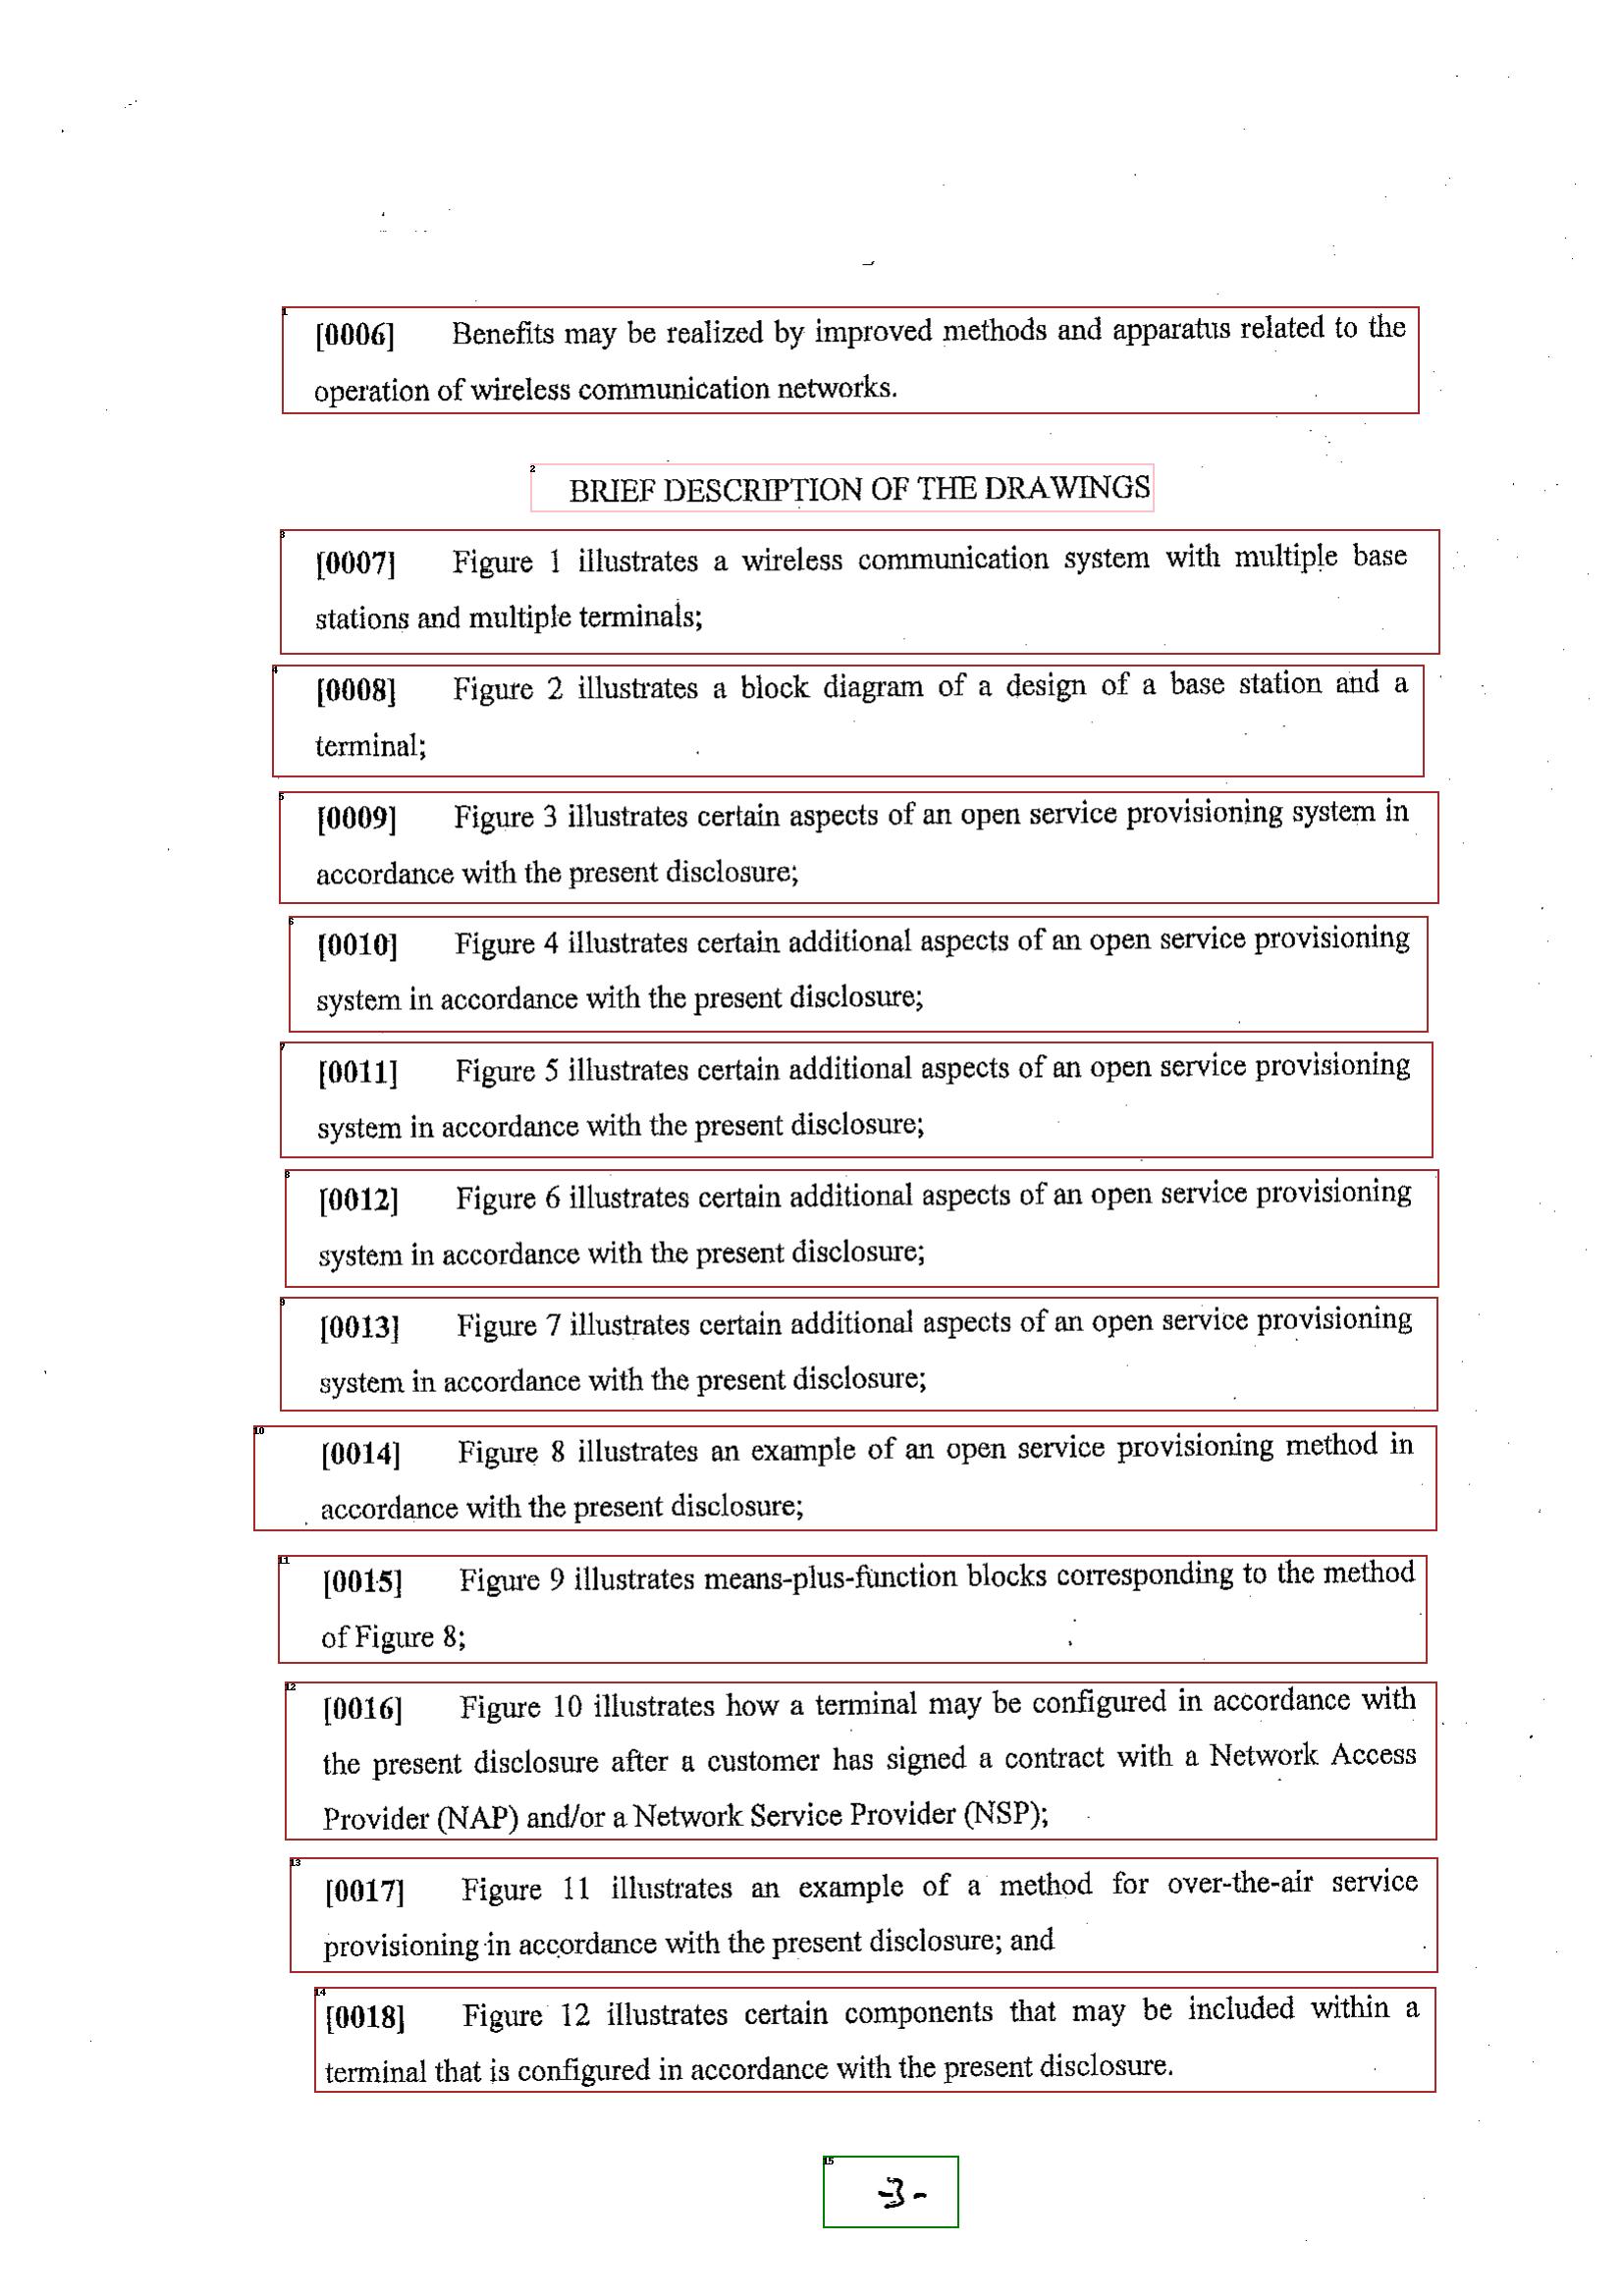 [0006] Benefits may be realized by improved methods and apparatus related to the
operation of wireless communication networks.
BRIEF DESCRIPTION OF THE DRAWINGS
[0007] Figure 1 illustrates a wireless communication system with multiple base
stations and multiple terminals;
[0008] Figure 2 illustrates a block diagram of a design of a base station and a
terminal;
[0009] Figure 3 illustrates certain aspects of an open service provisioning system in
accordance with the present disclosure;
[0010] Figure 4 illustrates certain additional aspects of an open service provisioning
system in accordance with the present disclosure;
[0011] Figure 5 illustrates certain additional aspects of an open service provisioning
system in accordance with the present disclosure;
[0012] Figure 6 illustrates certain additional aspects of an open service provisioning
system in accordance with the present disclosure;
[0013] Figure 7 illustrates certain additional aspects of an open service provisioning
system in accordance with the present disclosure;
[0014] Figure 8 illustrates an example of an open service provisioning method in
accordance with the present disclosure;
[0015] Figure 9 illustrates means-plus-function blocks corresponding to the method
of Figure 8;
[0016] Figure 10 illustrates how a terminal may be configured in accordance with
the present disclosure after a customer has signed a contract with a Network Access
Provider (NAP) and/or a Network Service Provider (NSP);
[0017] Figure 11 illustrates an example of a method for over-the-air service
provisioning in accordance with the present disclosure; and
[0018] Figure 12 illustrates certain components that may be included within a
terminal that is configured in accordance with the present disclosure.
-3-